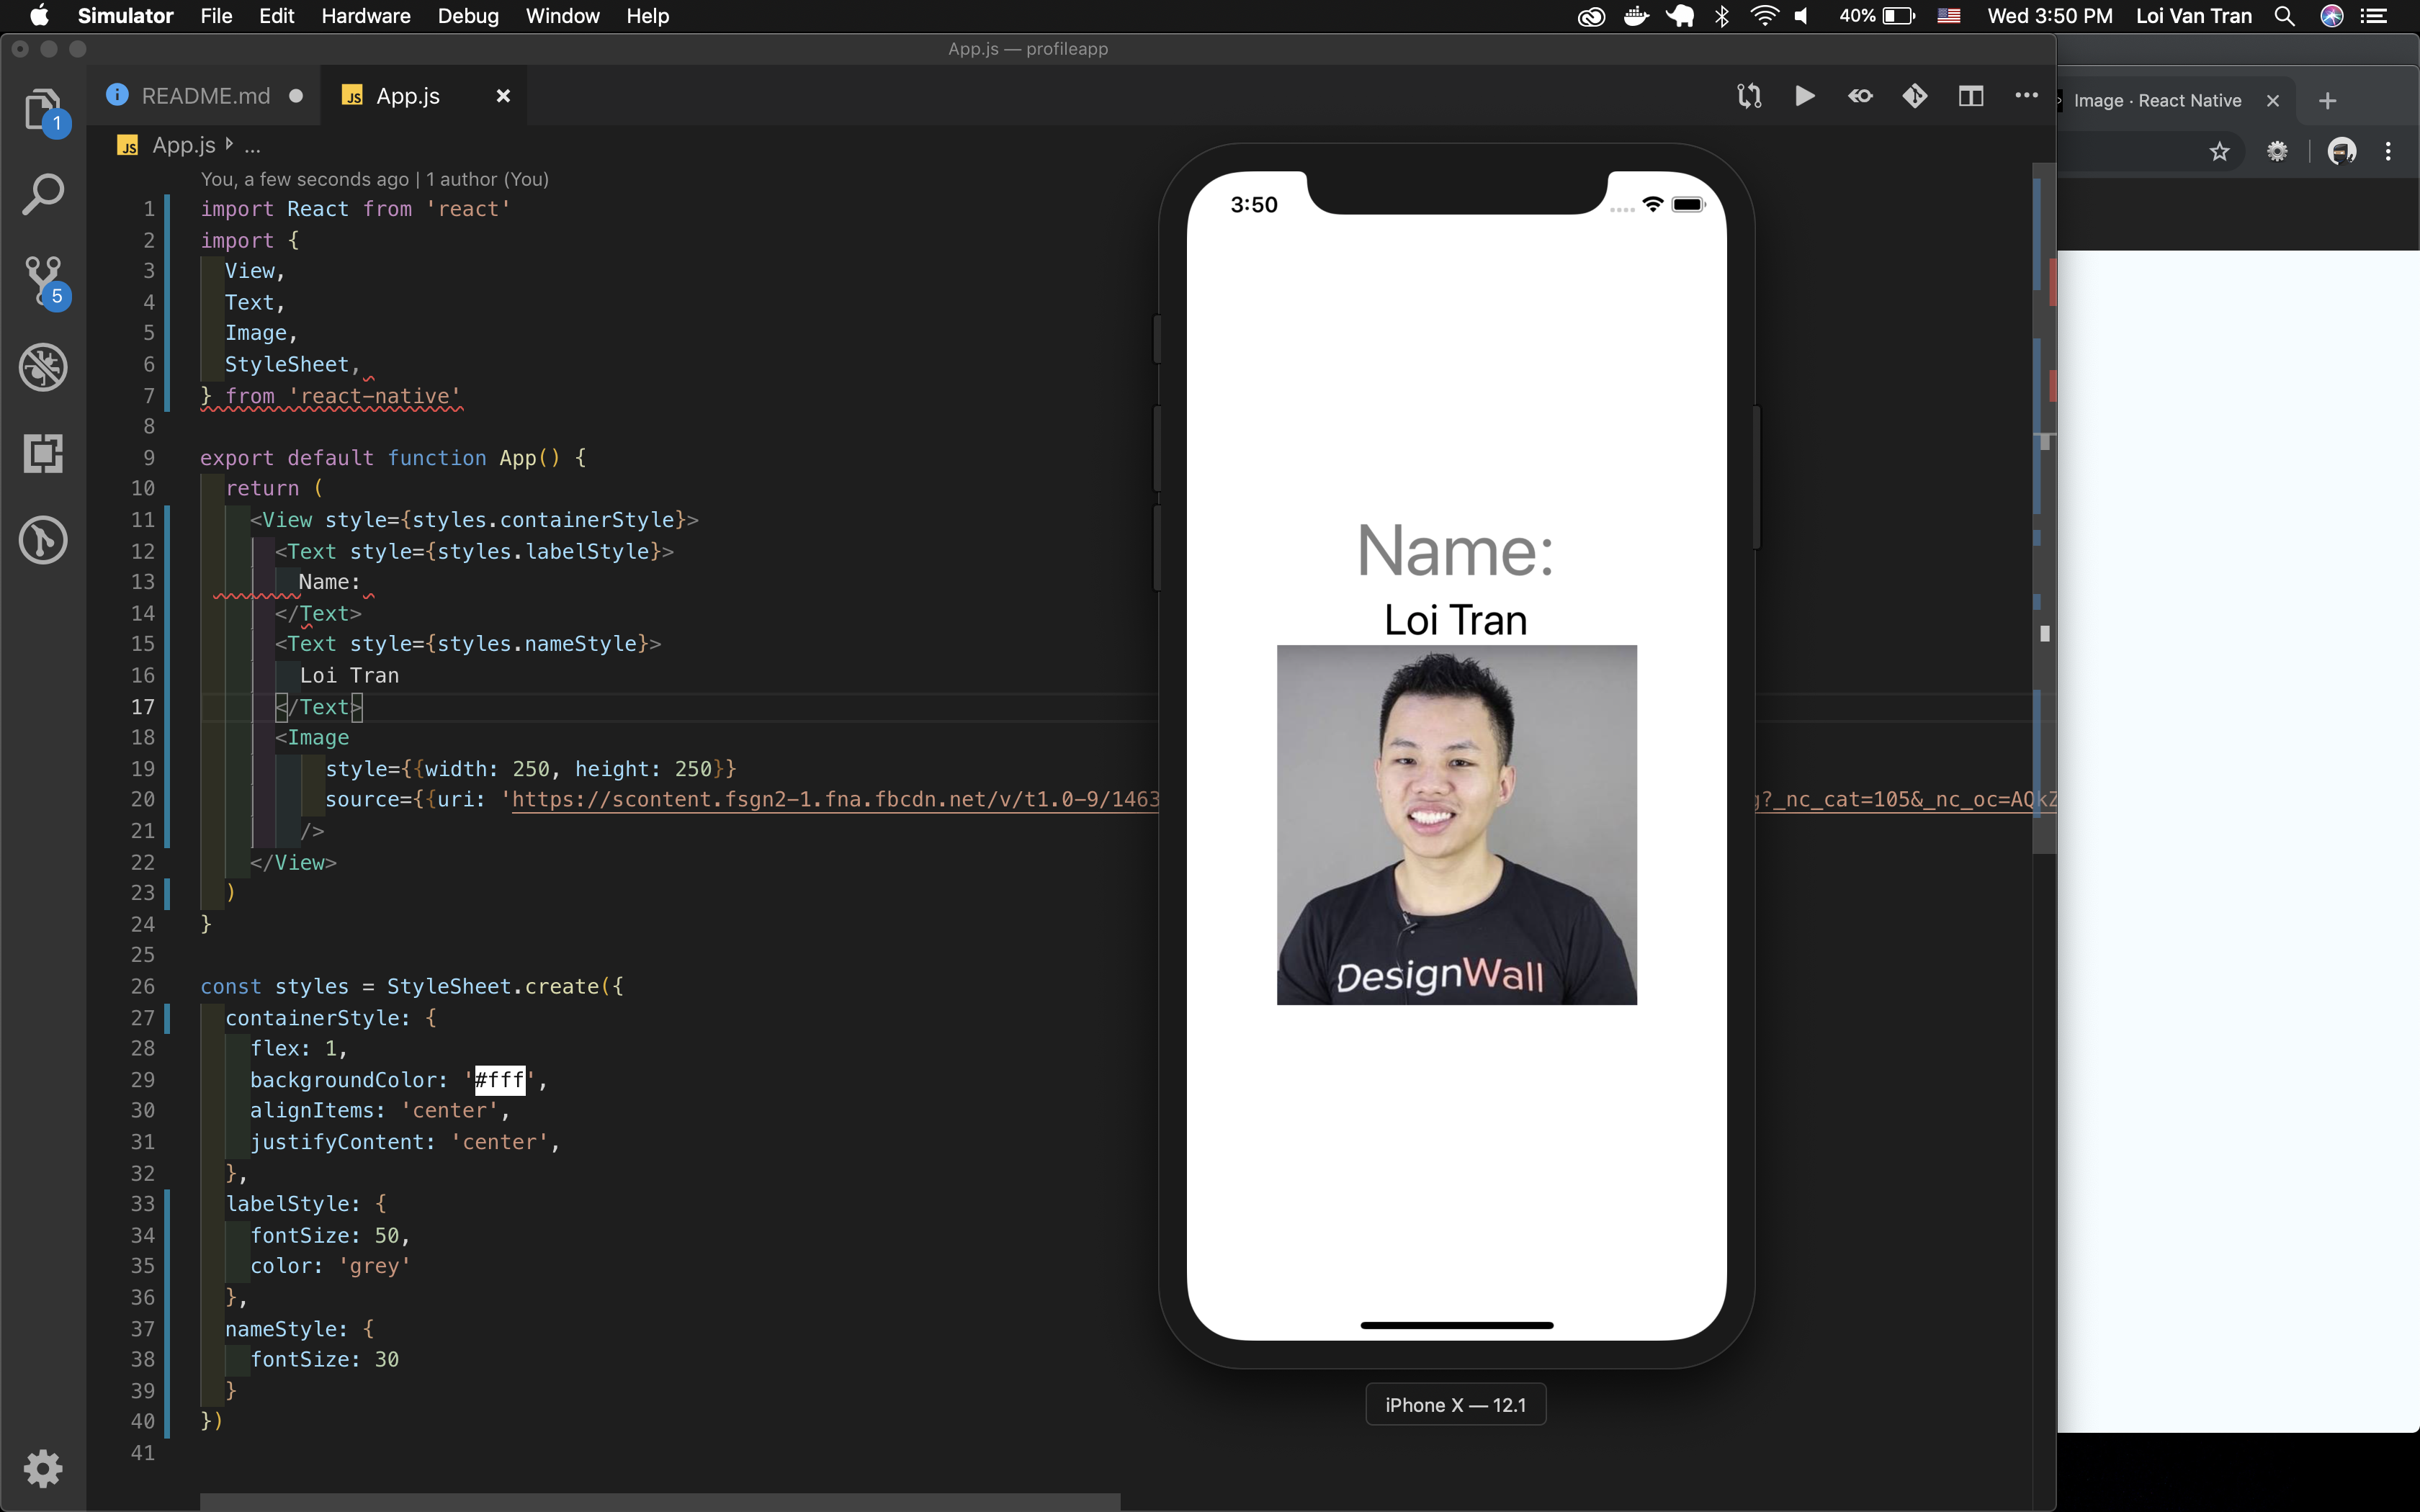 Simulator File Edit Hardware Debug Window Help 40% Wed 3:50 PM Loi Van Tran
App.js — profileapp
README.md JS App.js
Image · React Native
1
5
JS App.js ...
You, a few seconds ago | 1 author (You)
1 import React from 'react'
2 import {
3 View,
4 Text,
5 Image,
6 StyleSheet,
7 } from 'react-native'
8
9 export default function App() {
10 return (
11 <View style={styles.containerStyle}>
12 <Text style={styles.labelStyle}>
13 Name:
14 </Text>
15 <Text style={styles.nameStyle}>
16 Loi Tran
17 </Text>
18 <Image
19 style={{width: 250, height: 250}}
20 source={{uri: 'https://scontent.fsgn2-1.fna.fbcdn.net/v/t1.0-9/1463 g?_nc_cat=105&_nc_oc=AQkZ
21 />
22 </View>
23 )
24 }
25
26 const styles = StyleSheet.create({
27 containerStyle: {
28 flex: 1,
29 backgroundColor: '#fff',
30 alignItems: 'center',
31 justifyContent: 'center',
32 },
33 labelStyle: {
34 fontSize: 50,
35 color: 'grey'
36 },
37 nameStyle: {
38 fontSize: 30
39 }
40 })
41
3:50
Name:
Loi Tran
DesignWall
iPhone X — 12.1